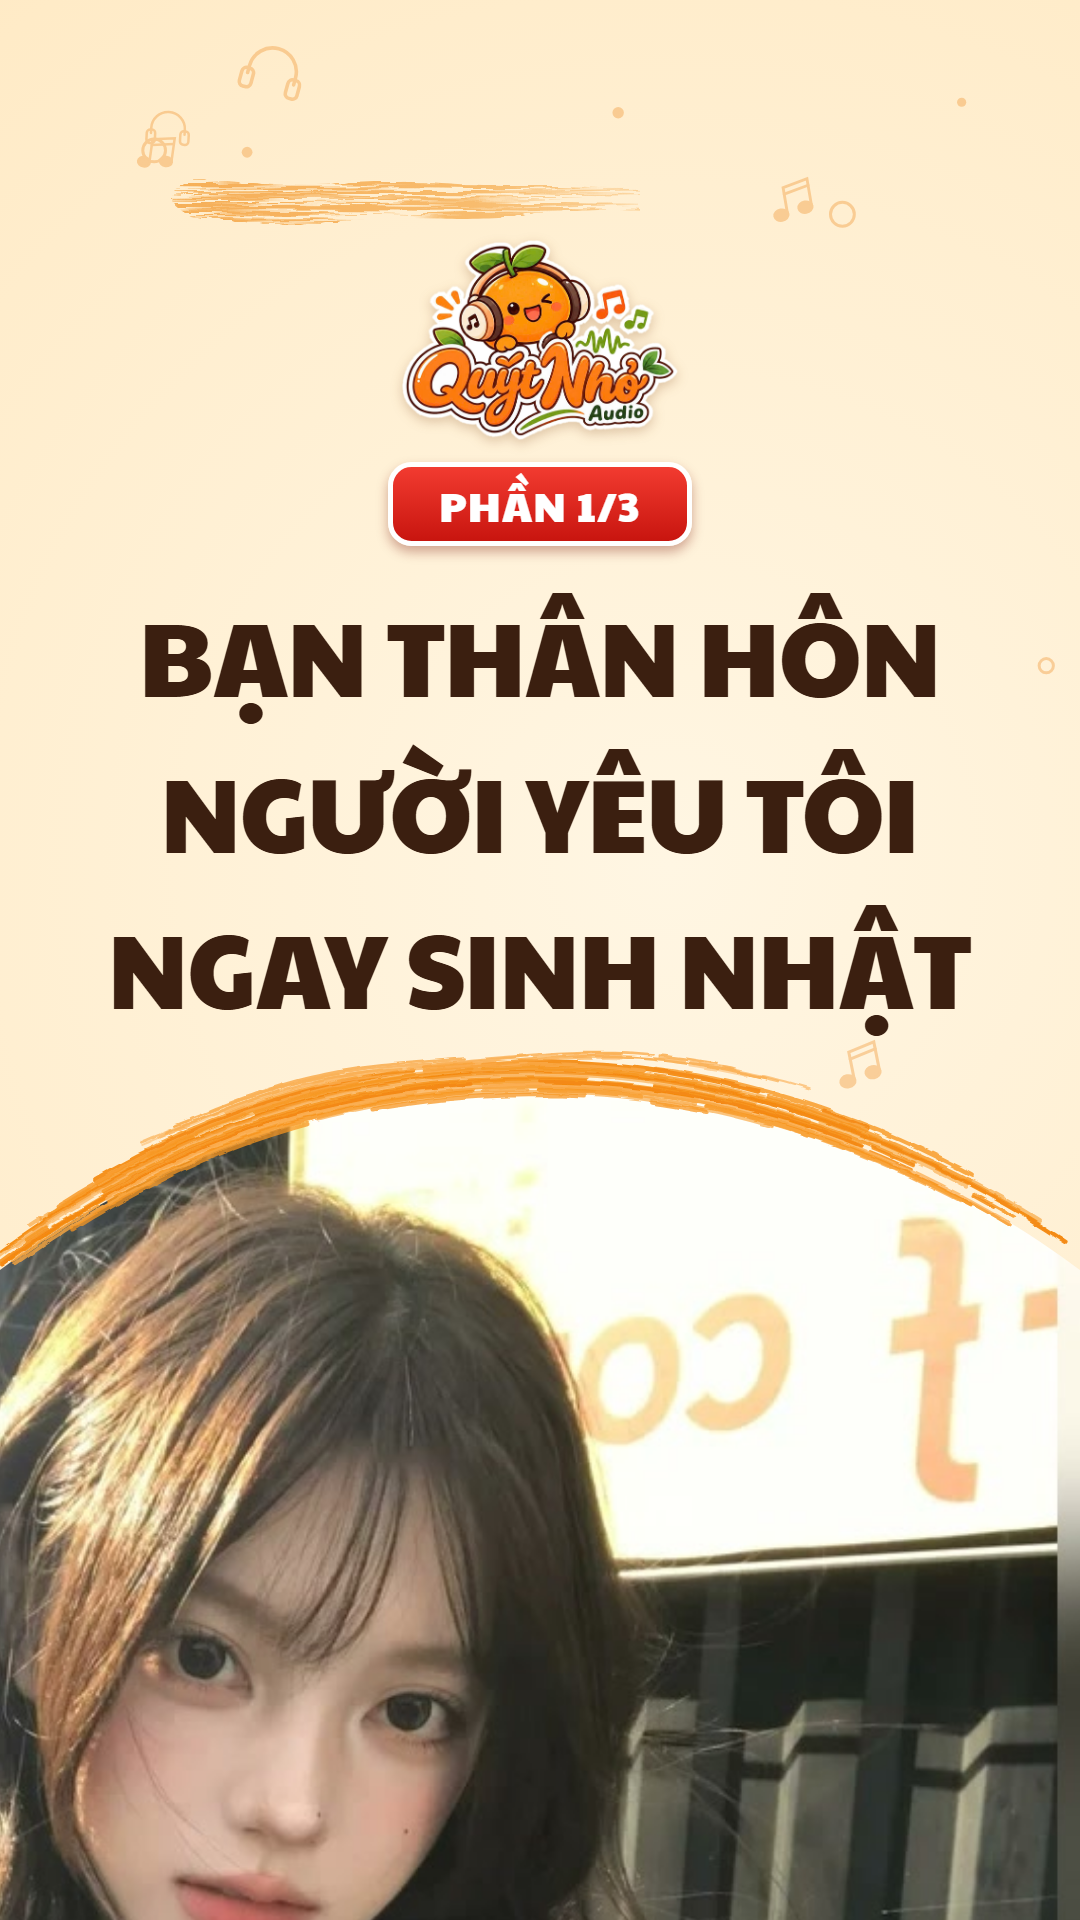 Quýt Nhỏ
Audio
PHẦN 1/3
BẠN THÂN HÔN
NGƯỜI YÊU TÔI
NGAY SINH NHẬT